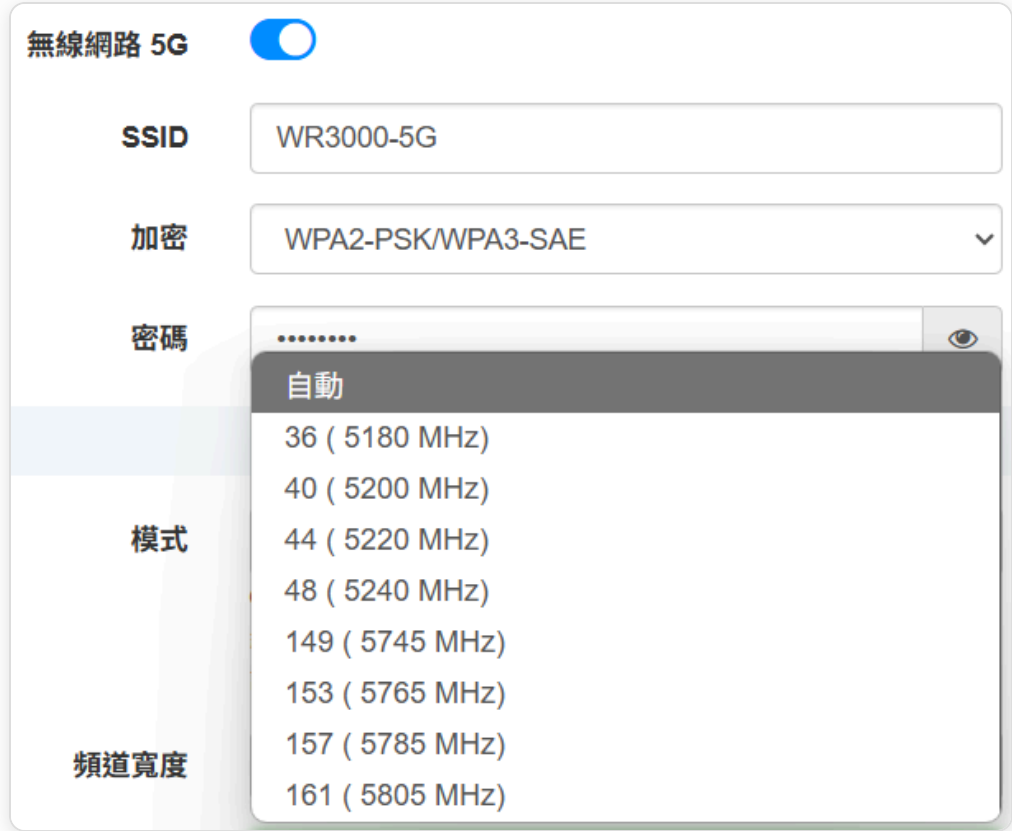 無線網路 5G
SSID WR3000-5G
加密 WPA2-PSK/WPA3-SAE
密碼 ••••••••
自動
36 ( 5180 MHz)
40 ( 5200 MHz)
44 ( 5220 MHz)
模式
48 ( 5240 MHz)
149 ( 5745 MHz)
153 ( 5765 MHz)
157 ( 5785 MHz)
頻道寬度
161 ( 5805 MHz)